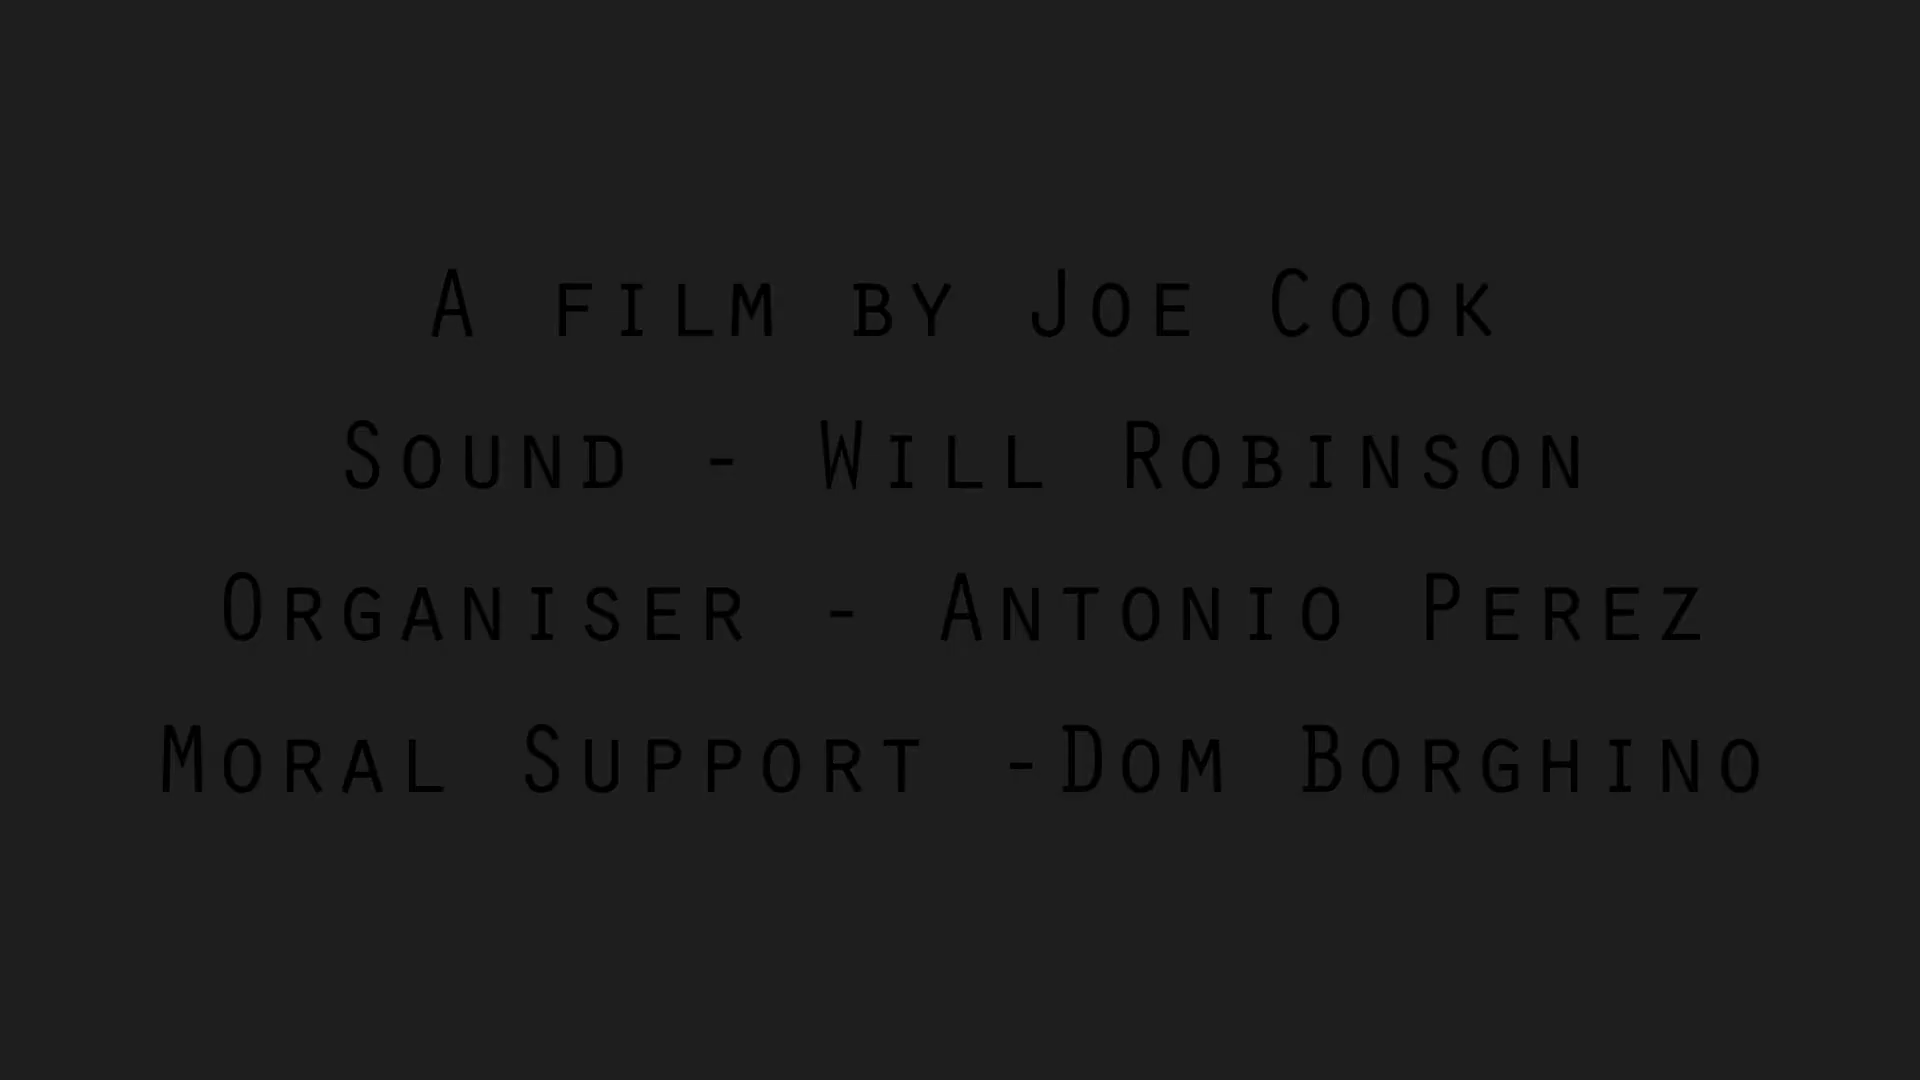 A film by Joe Cook
Sound - Will Robinson
Organiser - Antonio Perez
Moral Support -Dom Borghino